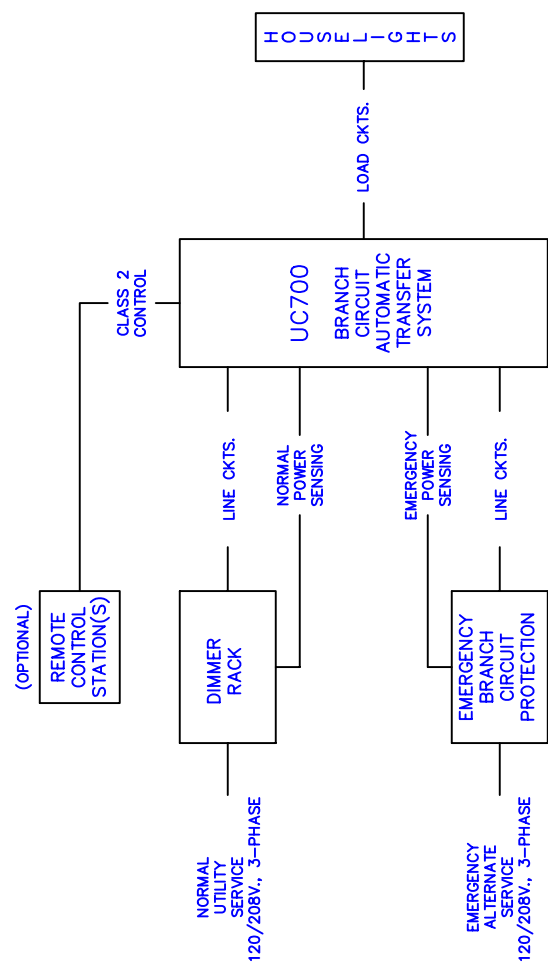 (OPTIONAL)
REMOTE
CONTROL
STATION(S)
CLASS 2
CONTROL
NORMAL
UTILITY
SERVICE
120/208V., 3-PHASE
DIMMER
RACK
LINE CKTS.
NORMAL
POWER
SENSING
UC700
BRANCH
CIRCUIT
AUTOMATIC
TRANSFER
SYSTEM
LOAD CKTS.
HOUSELIGHTS
EMERGENCY
POWER
SENSING
EMERGENCY
ALTERNATE
SERVICE
120/208V., 3-PHASE
EMERGENCY
BRANCH
CIRCUIT
PROTECTION
LINE CKTS.